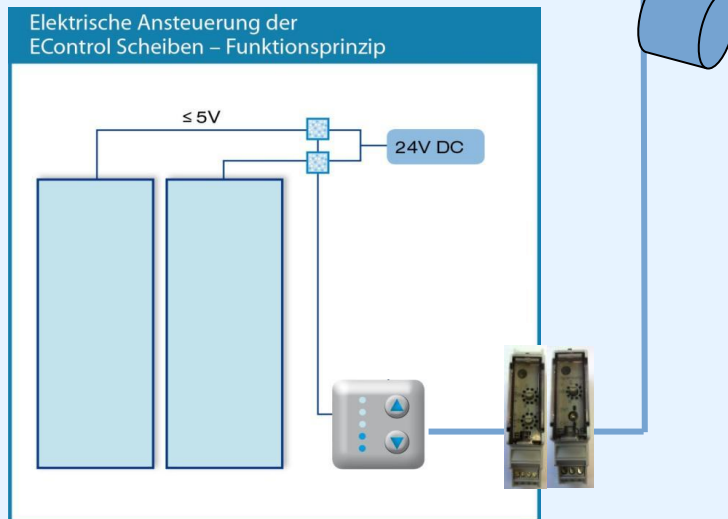 Elektrische Ansteuerung der
EControl Scheiben – Funktionsprinzip
≤ 5V
24V DC